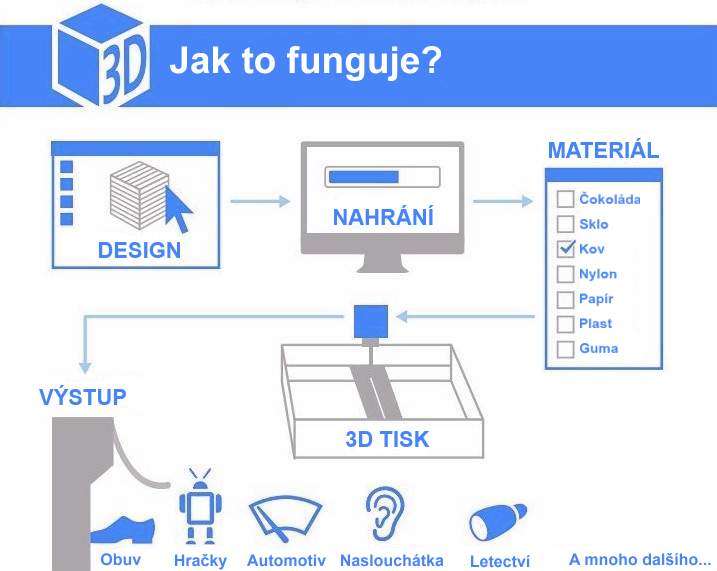 3D
Jak to funguje?
DESIGN
NAHRÁNÍ
MATERIÁL
Čokoláda
Sklo
Kov
Nylon
Papír
Plast
Guma
3D TISK
VÝSTUP
Obuv
Hračky
Automotiv
Naslouchátka
Letectví
A mnoho dalšího...